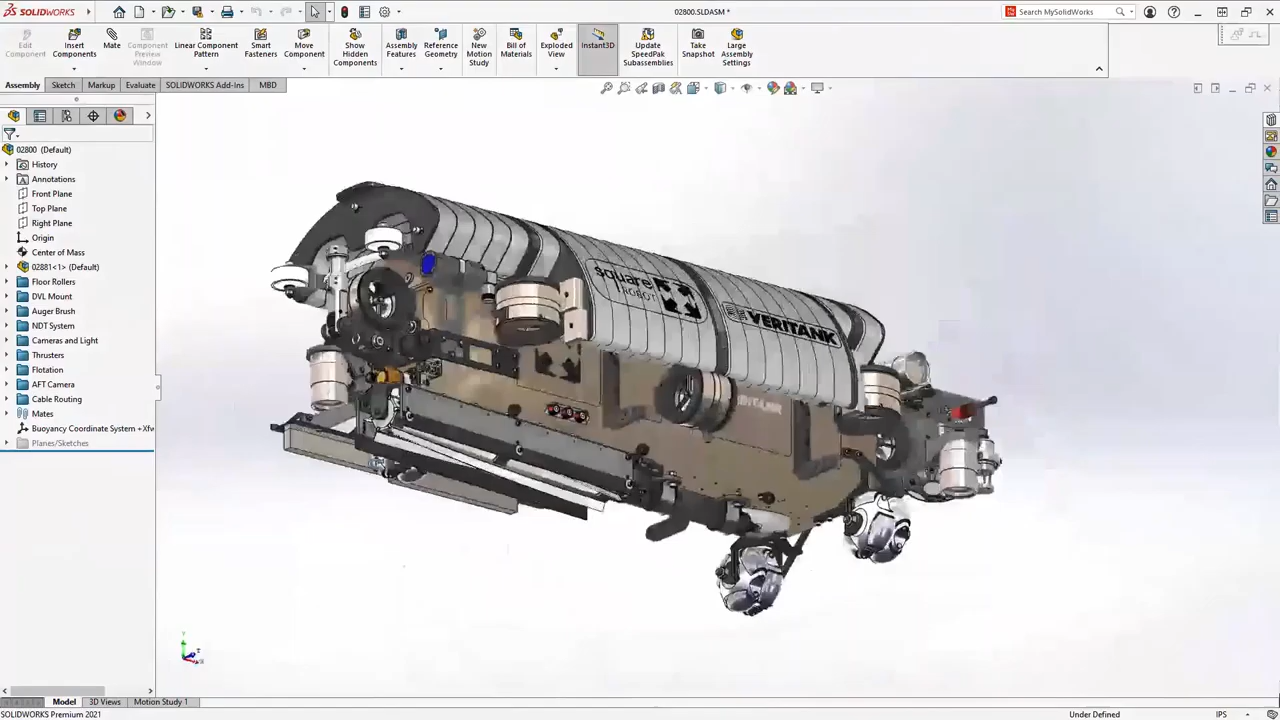 SOLIDWORKS
02800.SLDASM *
Search MySolidWorks
Edit Component
Insert Components
Mate
Component Preview Window
Linear Component Pattern
Smart Fasteners
Move Component
Show Hidden Components
Assembly Features
Reference Geometry
New Motion Study
Bill of Materials
Exploded View
Instant3D
Update SpeedPak Subassemblies
Take Snapshot
Large Assembly Settings
Assembly
Sketch
Markup
Evaluate
SOLIDWORKS Add-Ins
MBD
02800 (Default)
History
Annotations
Front Plane
Top Plane
Right Plane
Origin
Center of Mass
02881<1> (Default)
Floor Rollers
DVL Mount
Auger Brush
NDT System
Cameras and Light
Thrusters
Flotation
AFT Camera
Cable Routing
Mates
Buoyancy Coordinate System +Xfw
Planes/Sketches
square
ROBOT
VERITANK
Model
3D Views
Motion Study 1
SOLIDWORKS Premium 2021
Under Defined
IPS